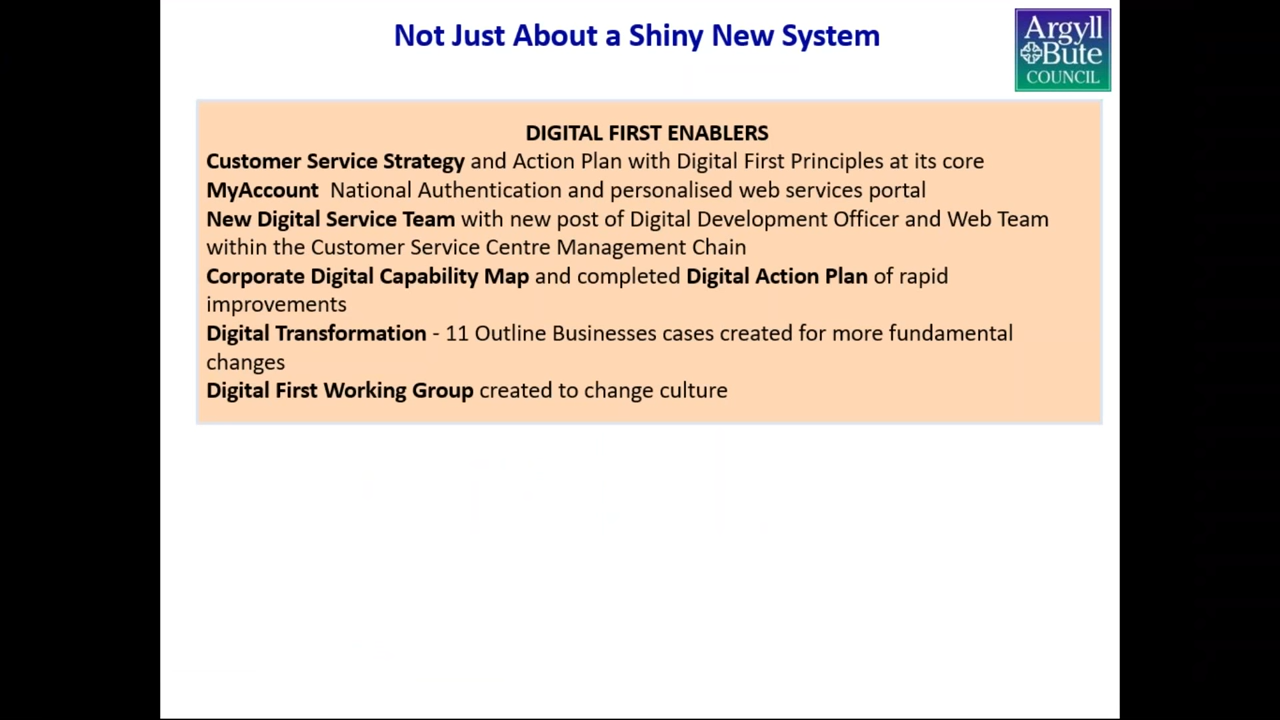 Not Just About a Shiny New System
Argyll
Bute
COUNCIL
DIGITAL FIRST ENABLERS
Customer Service Strategy and Action Plan with Digital First Principles at its core
MyAccount National Authentication and personalised web services portal
New Digital Service Team with new post of Digital Development Officer and Web Team
within the Customer Service Centre Management Chain
Corporate Digital Capability Map and completed Digital Action Plan of rapid
improvements
Digital Transformation - 11 Outline Businesses cases created for more fundamental
changes
Digital First Working Group created to change culture